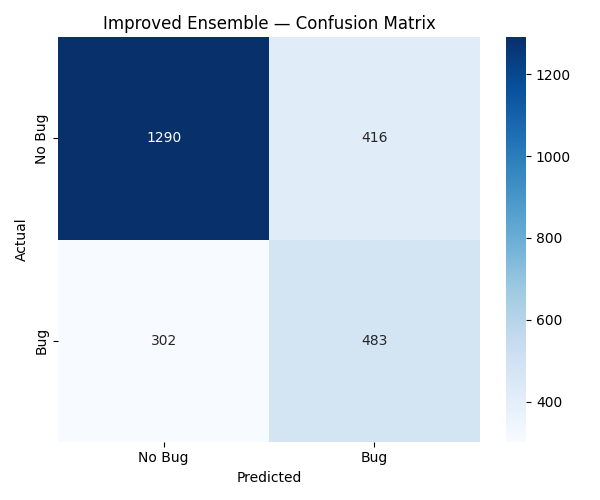 Improved Ensemble — Confusion Matrix
Actual
No Bug
Bug
1290
416
302
483
No Bug
Bug
Predicted
1200
1000
800
600
400